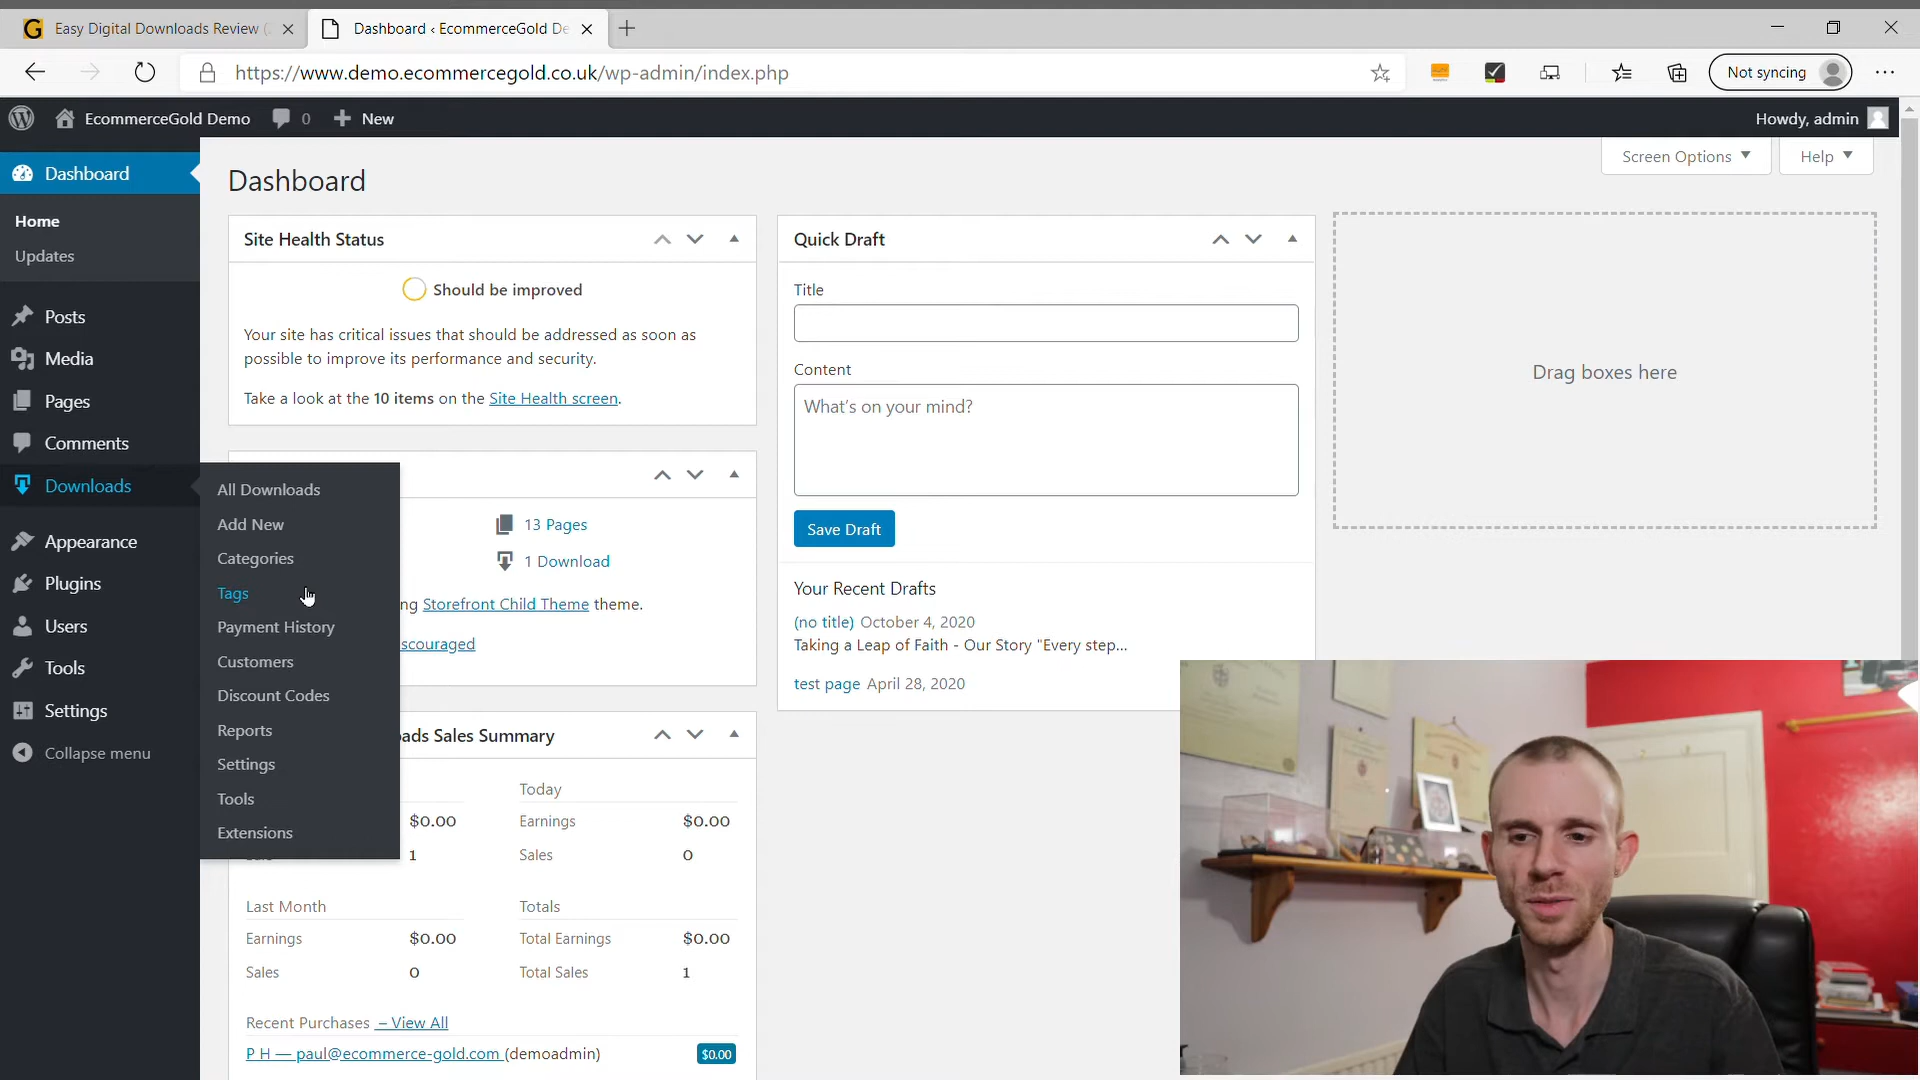 Easy Digital Downloads Review (
Dashboard ‹ EcommerceGold De
https://www.demo.ecommercegold.co.uk/wp-admin/index.php
Not syncing
EcommerceGold Demo
0
New
Howdy, admin
Dashboard
Home
Updates
Posts
Media
Pages
Comments
Downloads
Appearance
Plugins
Users
Tools
Settings
Collapse menu
All Downloads
Add New
Categories
Tags
Payment History
Customers
Discount Codes
Reports
Settings
Tools
Extensions
Screen Options
Help
Dashboard
Site Health Status
Should be improved
Your site has critical issues that should be addressed as soon as
possible to improve its performance and security.
Take a look at the 10 items on the Site Health screen.
13 Pages
1 Download
ng Storefront Child Theme theme.
scouraged
ads Sales Summary
Today
$0.00
Earnings $0.00
1
Sales 0
Last Month
Totals
Earnings $0.00
Total Earnings $0.00
Sales 0
Total Sales 1
Recent Purchases – View All
P H — paul@ecommerce-gold.com (demoadmin) $0.00
Quick Draft
Title
Content
What's on your mind?
Save Draft
Your Recent Drafts
(no title) October 4, 2020
Taking a Leap of Faith - Our Story "Every step...
test page April 28, 2020
Drag boxes here